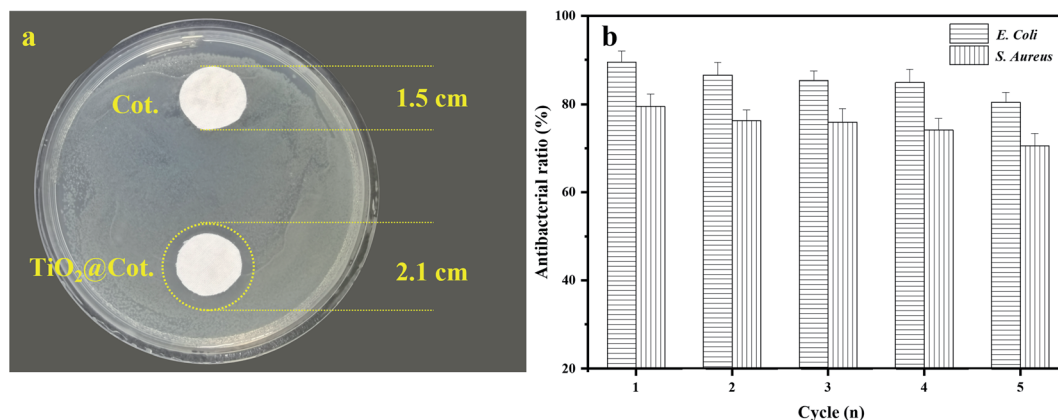 a
Cot.
1.5 cm
TiO₂@Cot.
2.1 cm
b
E. Coli
S. Aureus
Antibacterial ratio (%)
100
80
60
40
20
1 2 3 4 5
Cycle (n)